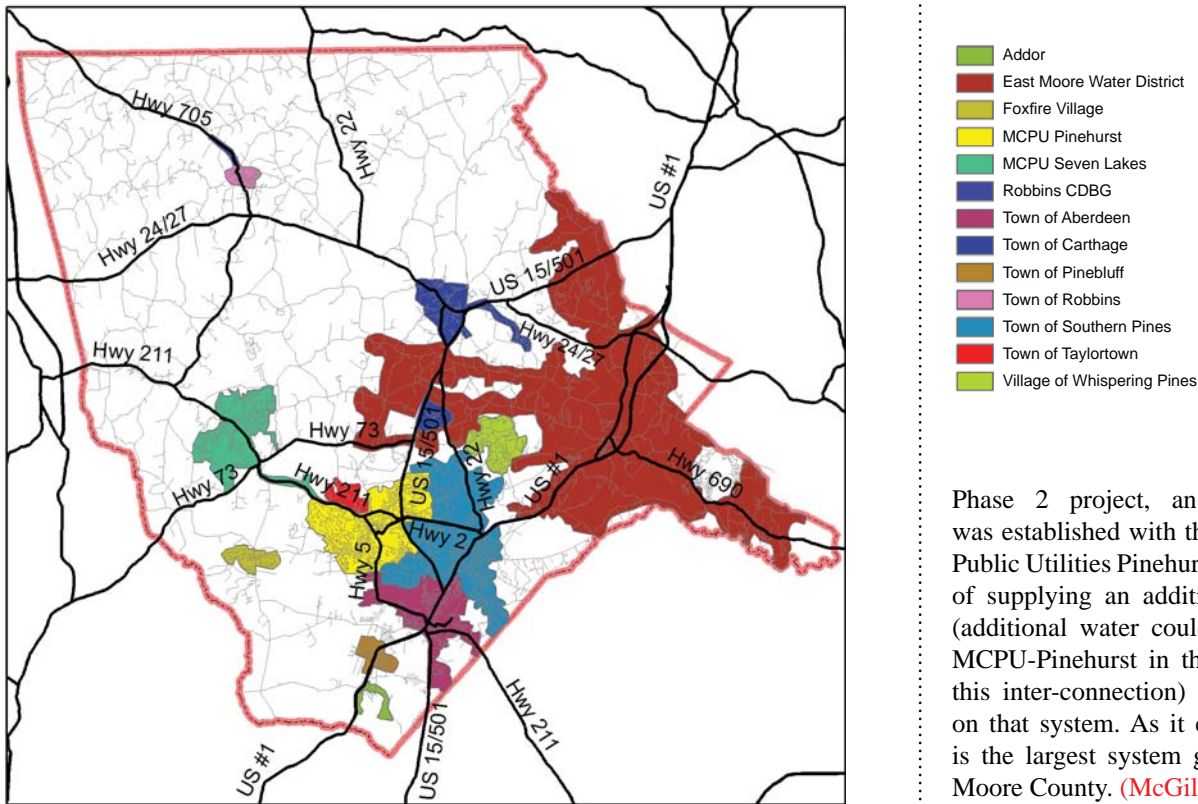 Hwy 705
Hwy 22
US #1
Hwy 24/27
US 15/501
Hwy 24/27
Hwy 211
Hwy 73
US 15/501
Hwy 22
Hwy 73
Hwy 211
US #1
Hwy 690
Hwy 2
Hwy 5
Hwy 211
US #1
US 15/501
Addor
East Moore Water District
Foxfire Village
MCPU Pinehurst
MCPU Seven Lakes
Robbins CDBG
Town of Aberdeen
Town of Carthage
Town of Pinebluff
Town of Robbins
Town of Southern Pines
Town of Taylortown
Village of Whispering Pines
Phase 2 project, an
was established with th
Public Utilities Pinehur
of supplying an addit
(additional water coul
MCPU-Pinehurst in th
this inter-connection)
on that system. As it
is the largest system g
Moore County. (McGil